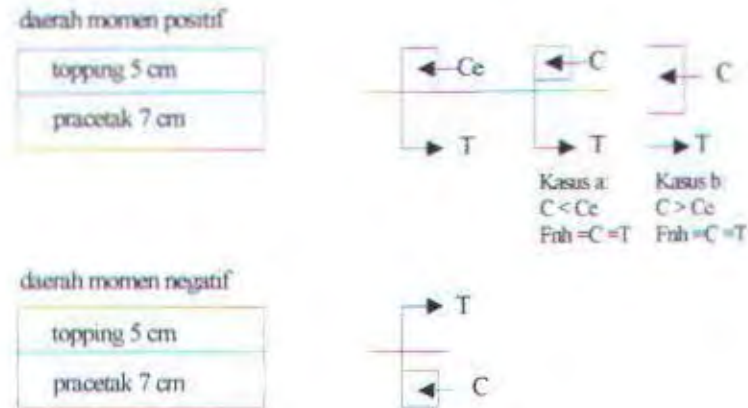 daerah momen positif
topping 5 cm
pracetak 7 cm
Ce
T
C
T
Kasus a:
C < Ce
Fnh =C =T
C
T
Kasus b:
C > Cc
Fnh =C =T
daerah momen negatif
topping 5 cm
pracetak 7 cm
T
C